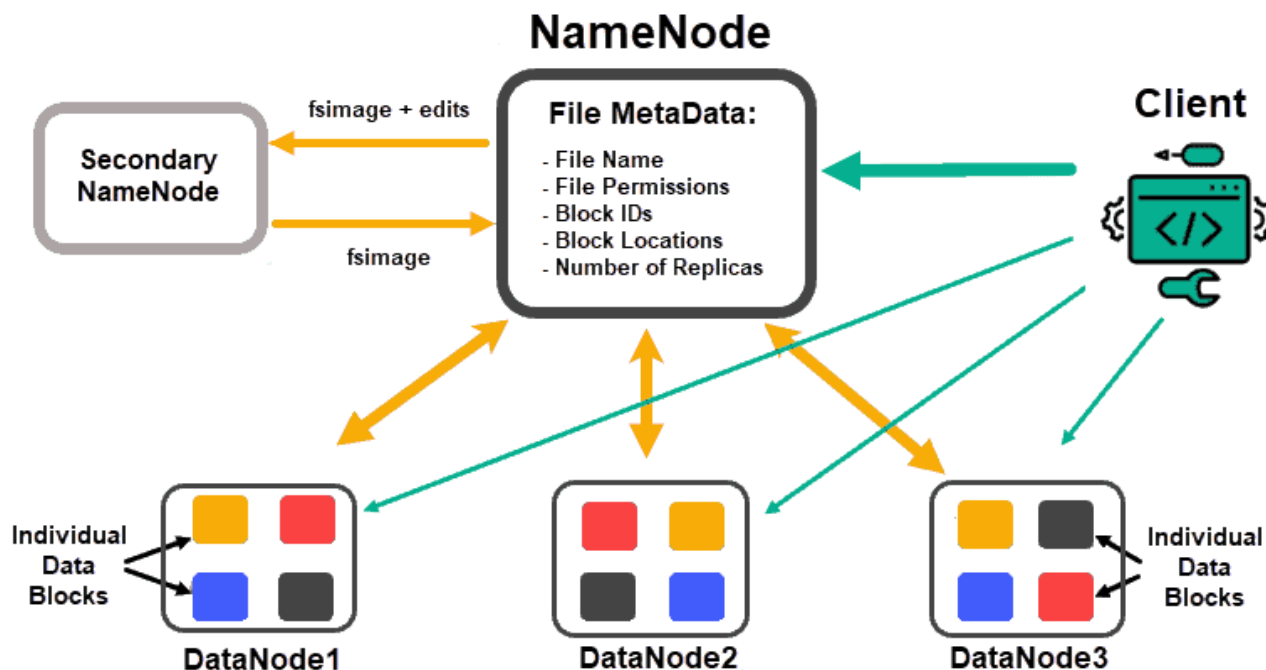 NameNode
fsimage + edits
Secondary
NameNode
fsimage
File MetaData:
- File Name
- File Permissions
- Block IDs
- Block Locations
- Number of Replicas
Client
</>
Individual
Data
Blocks
DataNode1
DataNode2
DataNode3
Individual
Data
Blocks